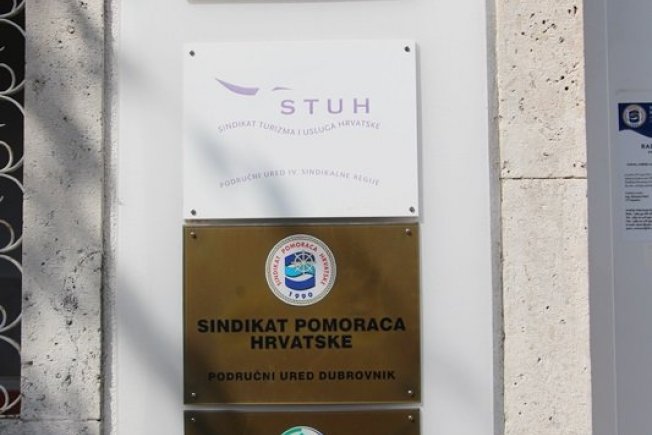 ŠTUH
SINDIKAT TURIZMA I USLUGA HRVATSKE
PODRUČNI URED IV SINDIKALNE REGIJE
SINDIKAT POMORACA HRVATSKE
1990
SINDIKAT POMORACA
HRVATSKE
PODRUČNI URED DUBROVNIK